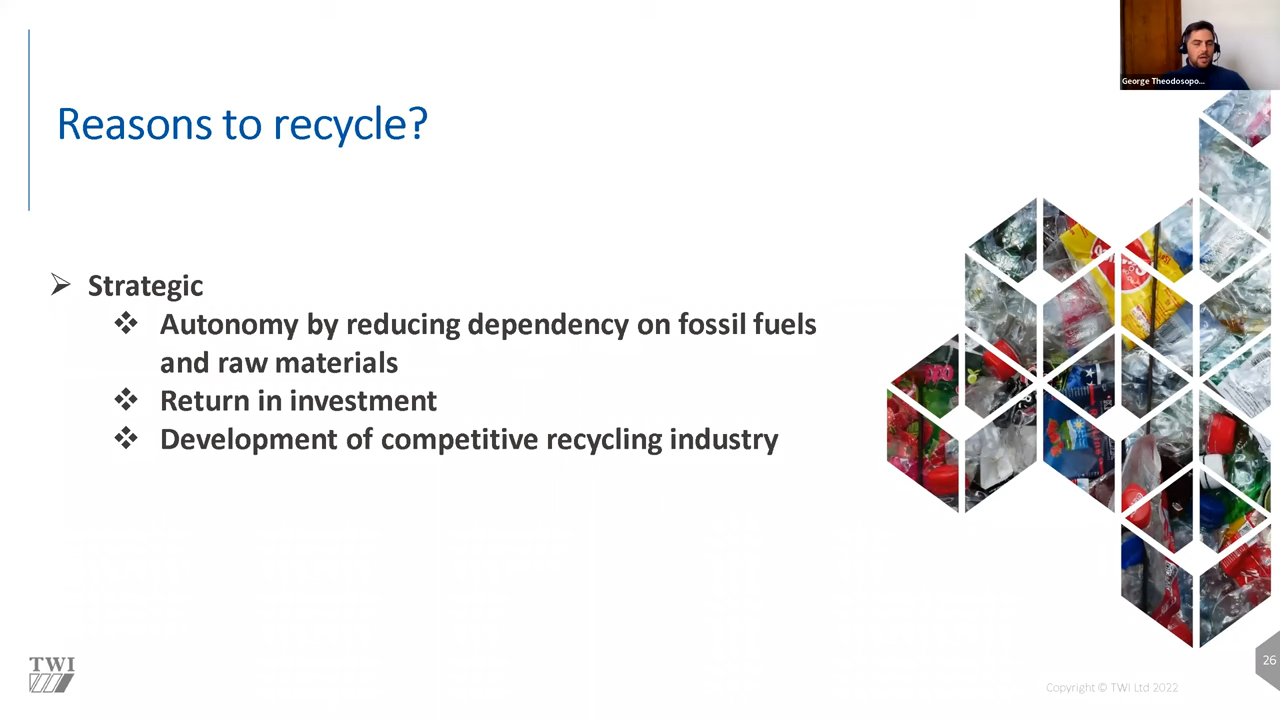 George Theodosopo...
Reasons to recycle?
Strategic
Autonomy by reducing dependency on fossil fuels
and raw materials
Return in investment
Development of competitive recycling industry
TWI
26
Copyright © TWI Ltd 2022